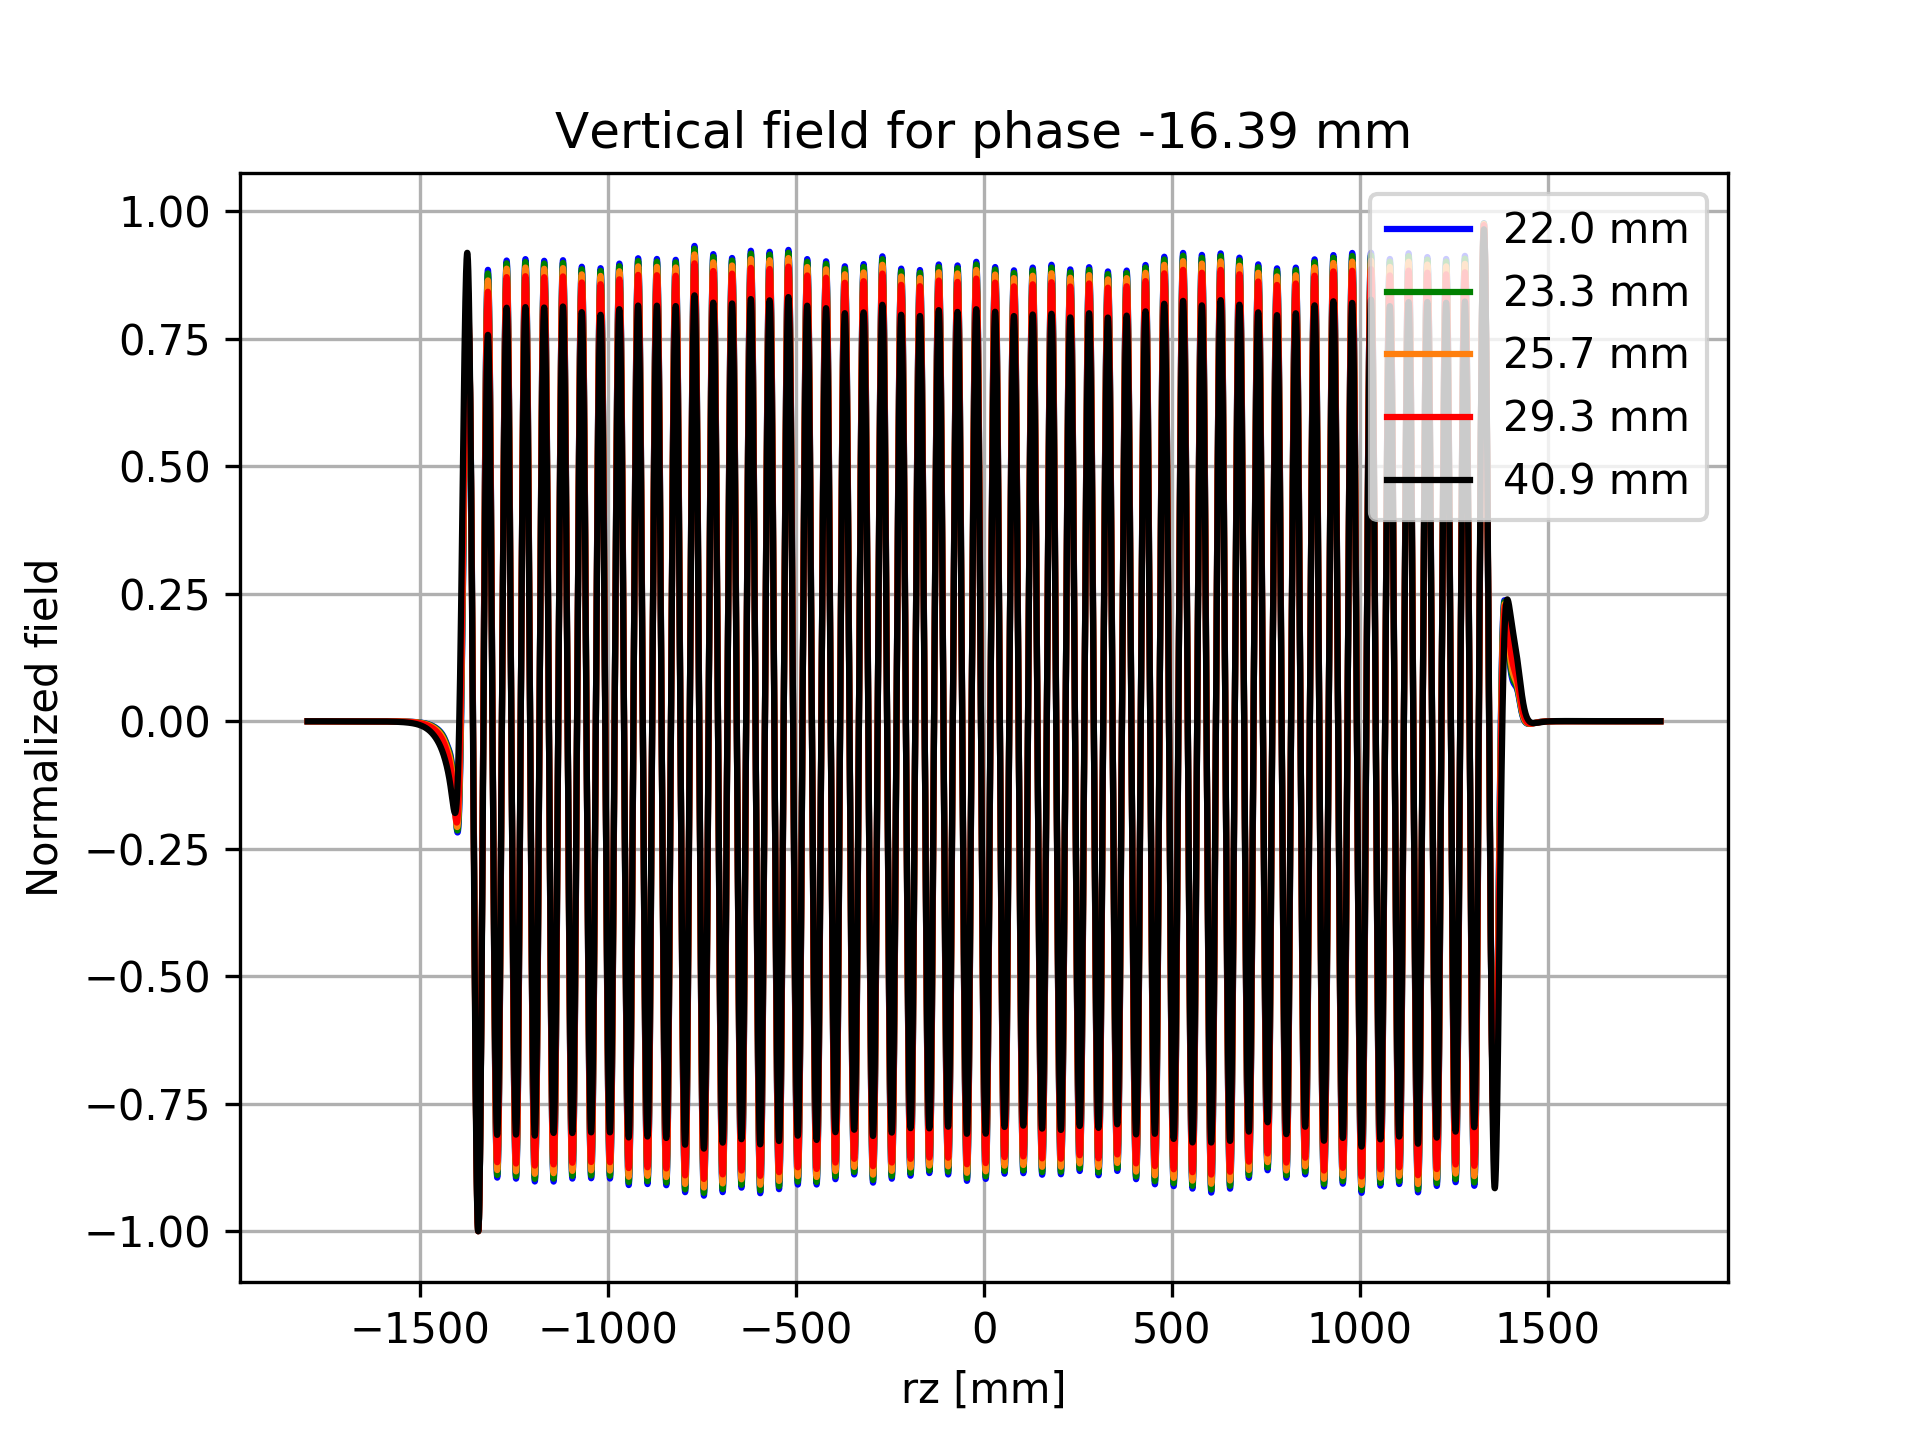 Vertical field for phase -16.39 mm
1.00
0.75
0.50
0.25
0.00
−0.25
−0.50
−0.75
−1.00
Normalized field
22.0 mm
23.3 mm
25.7 mm
29.3 mm
40.9 mm
−1500 −1000 −500 0 500 1000 1500
rz [mm]